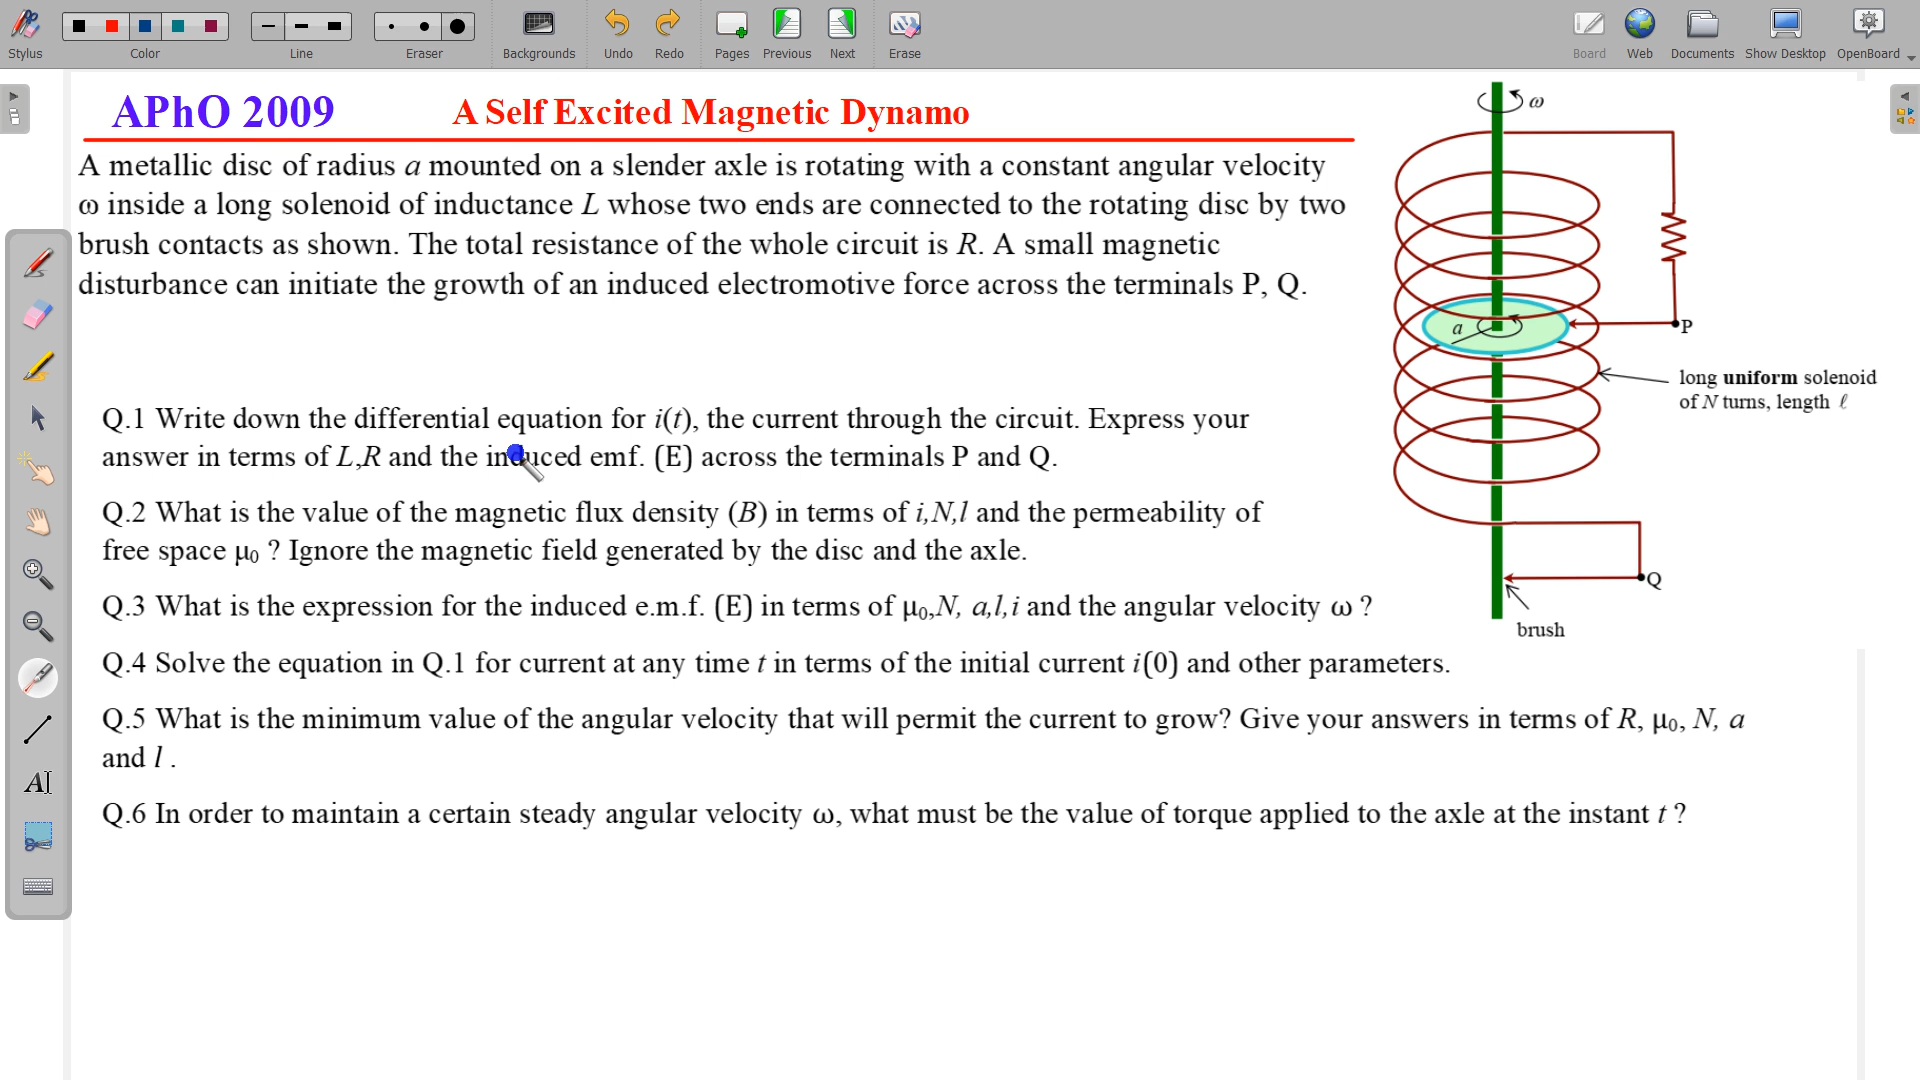 Stylus
Color
Line
Eraser
Backgrounds
Undo
Redo
Pages
Previous
Next
Erase
Board
Web
Documents
Show Desktop
OpenBoard
APhO 2009
A Self Excited Magnetic Dynamo
A metallic disc of radius a mounted on a slender axle is rotating with a constant angular velocity
ω inside a long solenoid of inductance L whose two ends are connected to the rotating disc by two
brush contacts as shown. The total resistance of the whole circuit is R. A small magnetic
disturbance can initiate the growth of an induced electromotive force across the terminals P, Q.
ω
a
P
long uniform solenoid
of N turns, length ℓ
Q
brush
Q.1 Write down the differential equation for i(t), the current through the circuit. Express your
answer in terms of L,R and the induced emf. (E) across the terminals P and Q.
Q.2 What is the value of the magnetic flux density (B) in terms of i,N,l and the permeability of
free space μ₀ ? Ignore the magnetic field generated by the disc and the axle.
Q.3 What is the expression for the induced e.m.f. (E) in terms of μ₀,N, a,l,i and the angular velocity ω ?
Q.4 Solve the equation in Q.1 for current at any time t in terms of the initial current i(0) and other parameters.
Q.5 What is the minimum value of the angular velocity that will permit the current to grow? Give your answers in terms of R, μ₀, N, a
and l .
Q.6 In order to maintain a certain steady angular velocity ω, what must be the value of torque applied to the axle at the instant t ?
AI